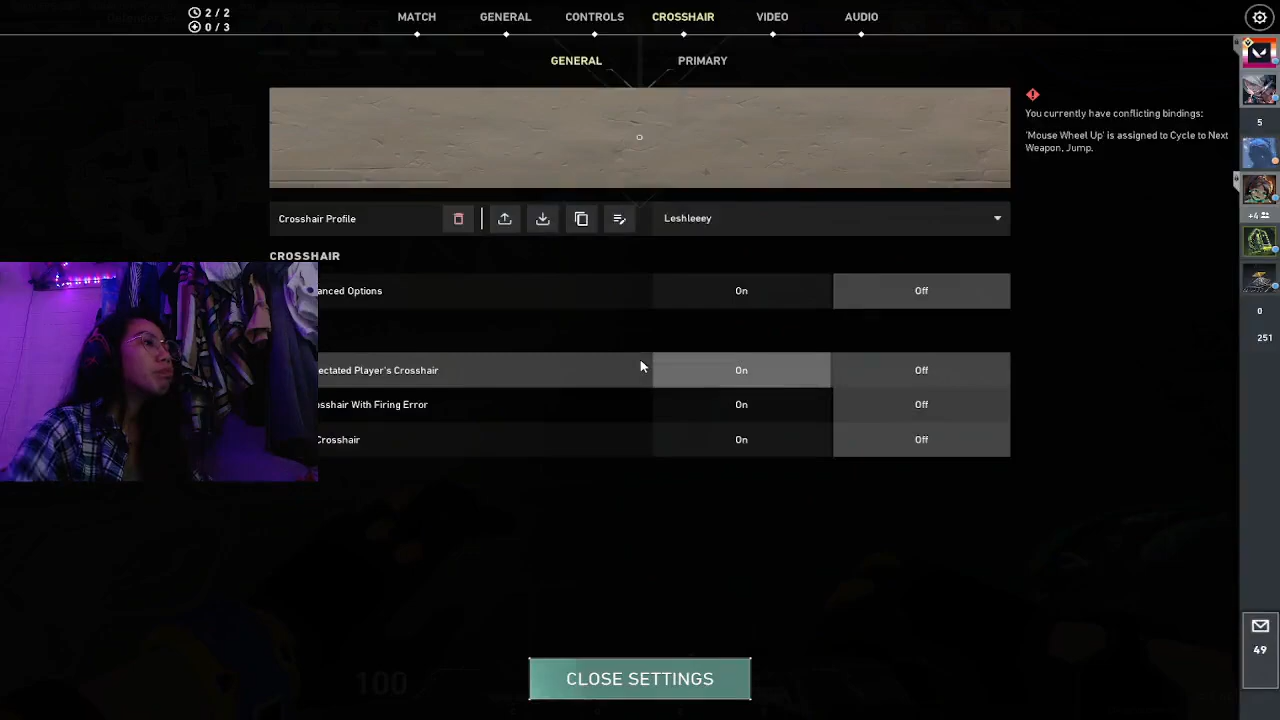 2 / 2
0 / 3
MATCH GENERAL CONTROLS CROSSHAIR VIDEO AUDIO
GENERAL PRIMARY
You currently have conflicting bindings:
'Mouse Wheel Up' is assigned to Cycle to Next
Weapon, Jump.
Crosshair Profile
Leshleeey
CROSSHAIR
anced Options On Off
ectated Player's Crosshair On Off
sshair With Firing Error On Off
Crosshair On Off
5
+4
0
251
49
100
CLOSE SETTINGS